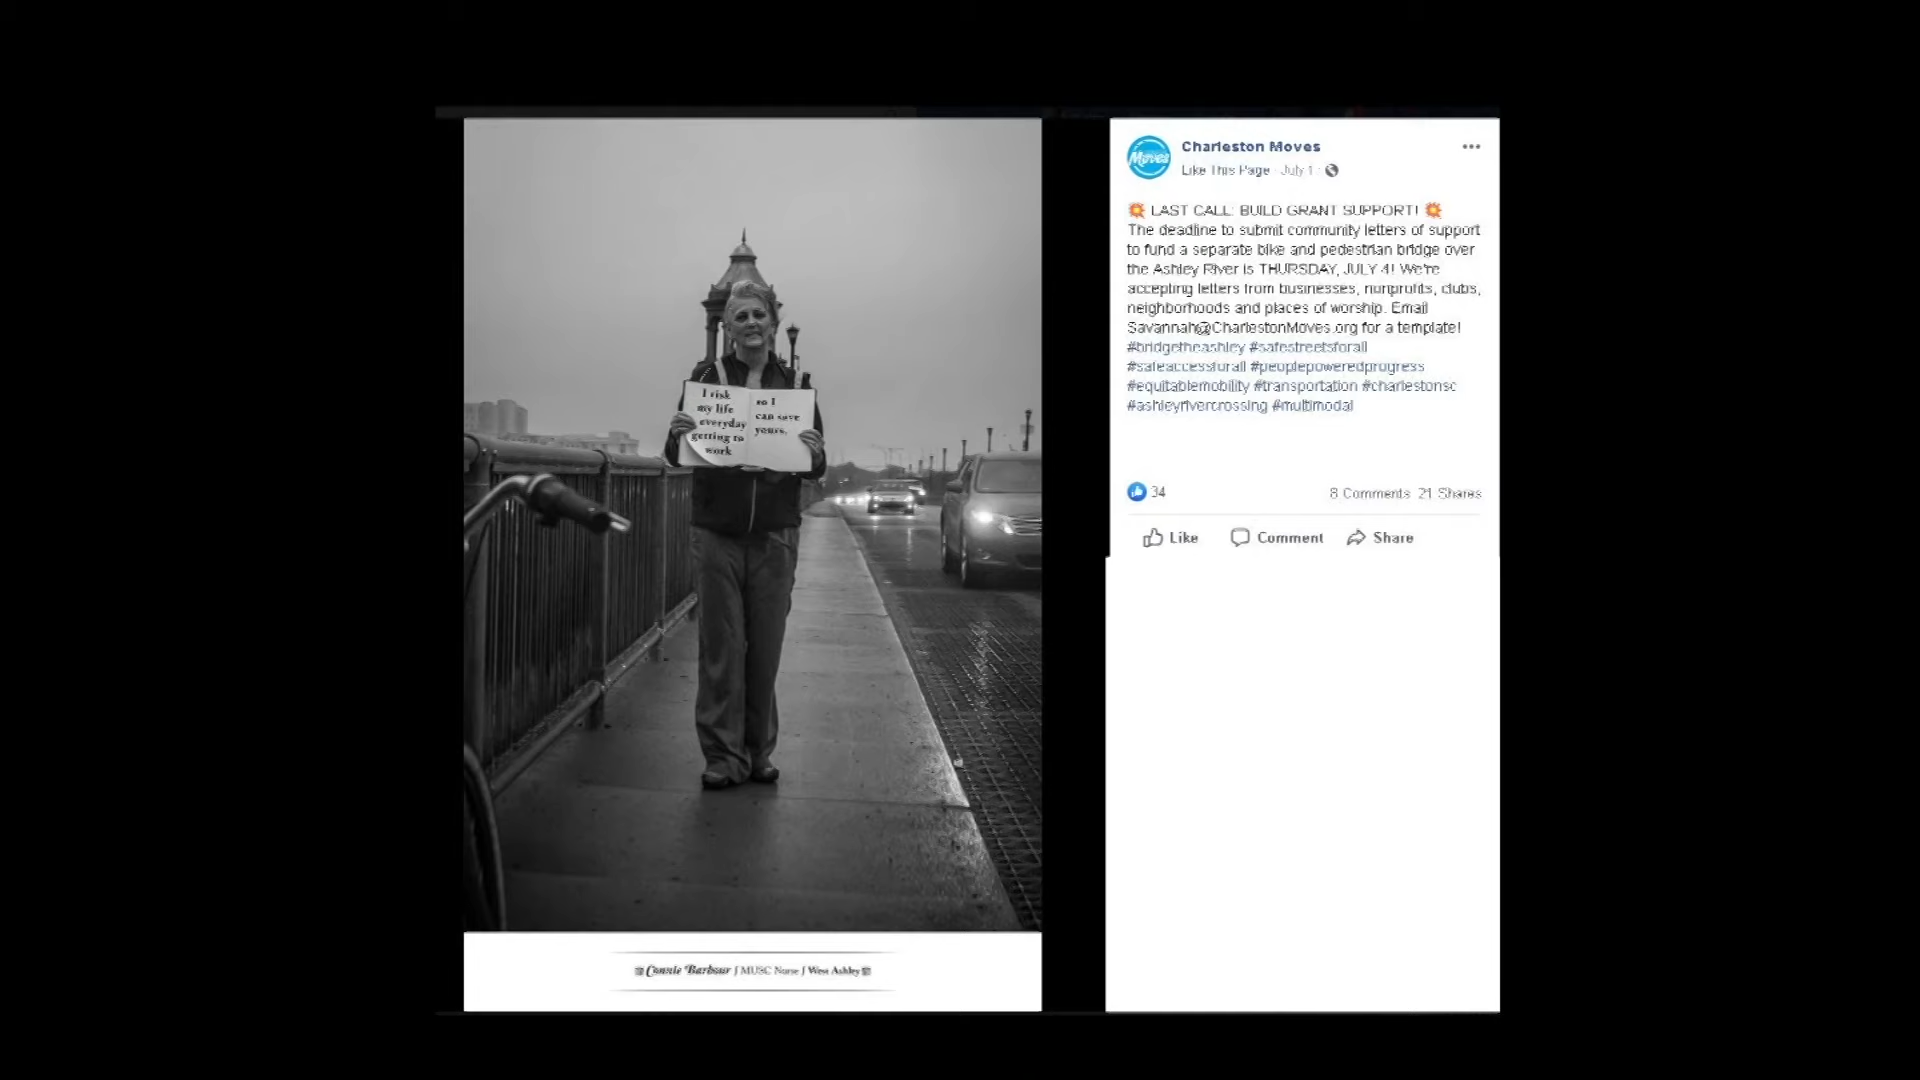 I risk
my life
everyday
getting to
work
so I
can save
yours.
Connie Barbour / MUSC Nurse / West Ashley
Moves
Charleston Moves
Like This Page · July 1 ·
LAST CALL: BUILD GRANT SUPPORT!
The deadline to submit community letters of support
to fund a separate bike and pedestrian bridge over
the Ashley River is THURSDAY, JULY 4! We're
accepting letters from businesses, nonprofits, clubs,
neighborhoods and places of worship. Email
Savannah@CharlestonMoves.org for a template!
#bridgetheashley #safestreetsforall
#safeaccessforall #peoplepoweredprogress
#equitablemobility #transportation #charlestonsc
#ashleyrivercrossing #multimodal
34
8 Comments 21 Shares
Like Comment Share